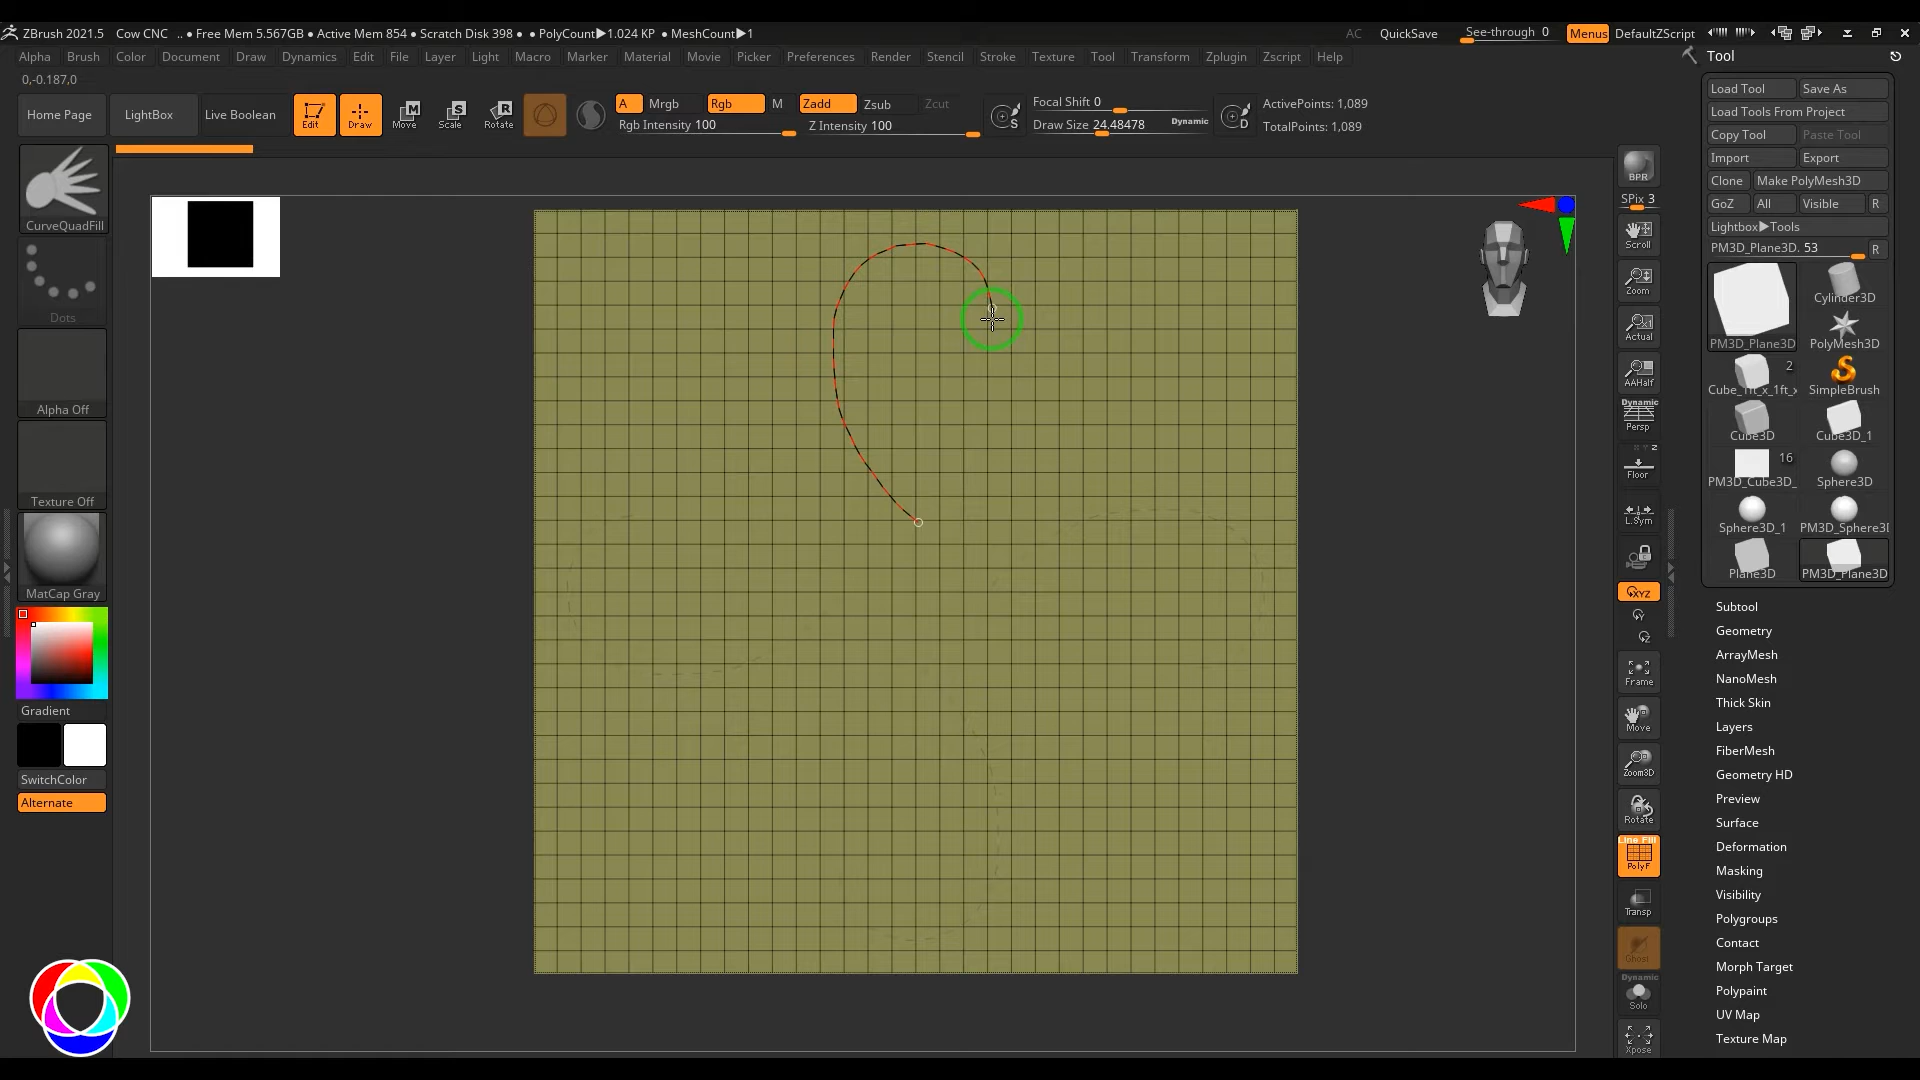 ZBrush 2021.5 Cow CNC .. ● Free Mem 5.567GB ● Active Mem 854 ● Scratch Disk 398 ● ● PolyCount▶1.024 KP ● MeshCount▶1 AC QuickSave See-through 0 Menus DefaultZScript
Alpha Brush Color Document Draw Dynamics Edit File Layer Light Macro Marker Material Movie Picker Preferences Render Stencil Stroke Texture Tool Transform Zplugin Zscript Help
0,-0.187,0
Home Page LightBox Live Boolean Edit Draw Move Scale Rotate
A Mrgb Rgb M Zadd Zsub Zcut
Rgb Intensity 100 Z Intensity 100
Focal Shift 0
Draw Size 24.48478 Dynamic
ActivePoints: 1,089
TotalPoints: 1,089
CurveQuadFill
Dots
Alpha Off
Texture Off
MatCap Gray
Gradient
SwitchColor
Alternate
BPR
SPix 3
Scroll
Zoom
Actual
AAHalf
Dynamic
Persp
Floor
L.Sym
XYZ
Y
Z
Frame
Move
Zoom3D
Rotate
Line Fill
PolyF
Transp
Ghost
Dynamic
Solo
Xpose
Tool
Load Tool Save As
Load Tools From Project
Copy Tool Paste Tool
Import Export
Clone Make PolyMesh3D
GoZ All Visible R
Lightbox▶Tools
PM3D_Plane3D. 53 R
PM3D_Plane3D Cylinder3D
PolyMesh3D
2
Cube_1ft_x_1ft_x SimpleBrush
Cube3D Cube3D_1
16
PM3D_Cube3D_ Sphere3D
Sphere3D_1 PM3D_Sphere3D
Plane3D PM3D_Plane3D
Subtool
Geometry
ArrayMesh
NanoMesh
Thick Skin
Layers
FiberMesh
Geometry HD
Preview
Surface
Deformation
Masking
Visibility
Polygroups
Contact
Morph Target
Polypaint
UV Map
Texture Map